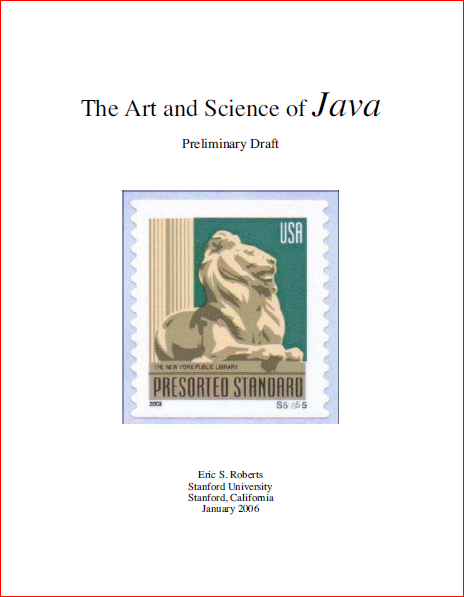 The Art and Science of Java
Preliminary Draft
USA
THE NEW YORK PUBLIC LIBRARY
PRESORTED STANDARD
2003
Eric S. Roberts
Stanford University
Stanford, California
January 2006